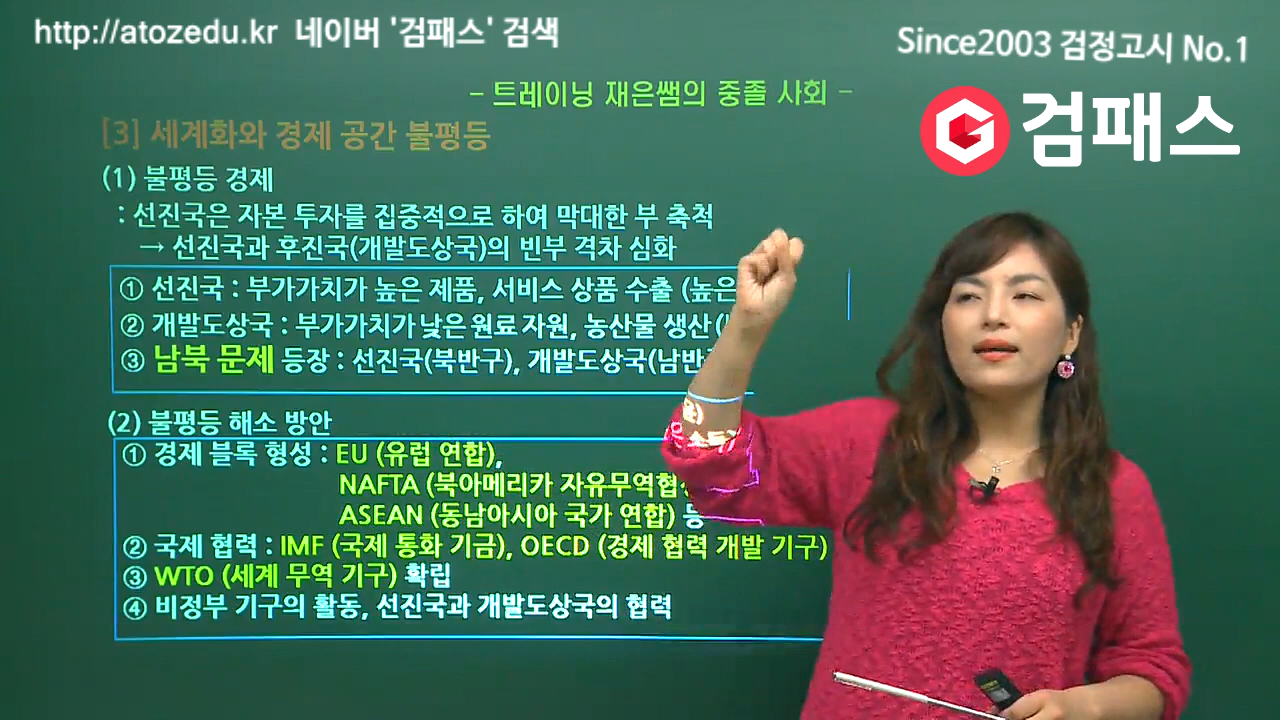 http://atozedu.kr 네이버 '검패스' 검색
Since2003 검정고시 No.1
검패스
- 트레이닝 재은쌤의 중졸 사회 -
[3] 세계화와 경제 공간 불평등
(1) 불평등 경제
: 선진국은 자본 투자를 집중적으로 하여 막대한 부 축척
→ 선진국과 후진국(개발도상국)의 빈부 격차 심화
① 선진국 : 부가가치가 높은 제품, 서비스 상품 수출 (높은
② 개발도상국 : 부가가치가 낮은 원료 자원, 농산물 생산
③ 남북 문제 등장 : 선진국(북반구), 개발도상국(남반
(2) 불평등 해소 방안
① 경제 블록 형성 : EU (유럽 연합),
NAFTA (북아메리카 자유무역협
ASEAN (동남아시아 국가 연합) 등
② 국제 협력 : IMF (국제 통화 기금), OECD (경제 협력 개발 기구)
③ WTO (세계 무역 기구) 확립
④ 비정부 기구의 활동, 선진국과 개발도상국의 협력